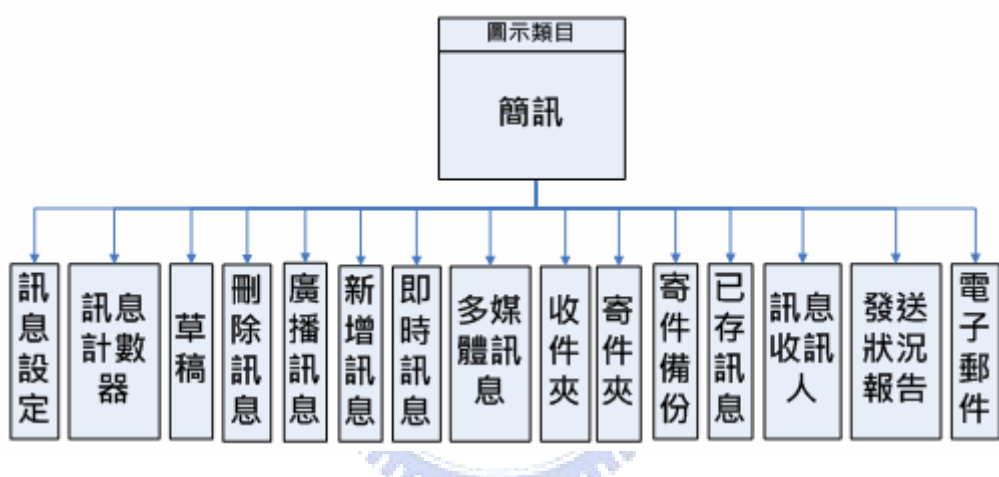 圖示類目
簡訊
訊息設定
訊息
計數
器
草稿
刪除訊息
廣播訊息
新增訊息
即時訊息
多媒
體訊
息
收件夾
寄件夾
寄件備份
已存訊息
訊息
收訊
人
發送
狀況
報告
電子郵件